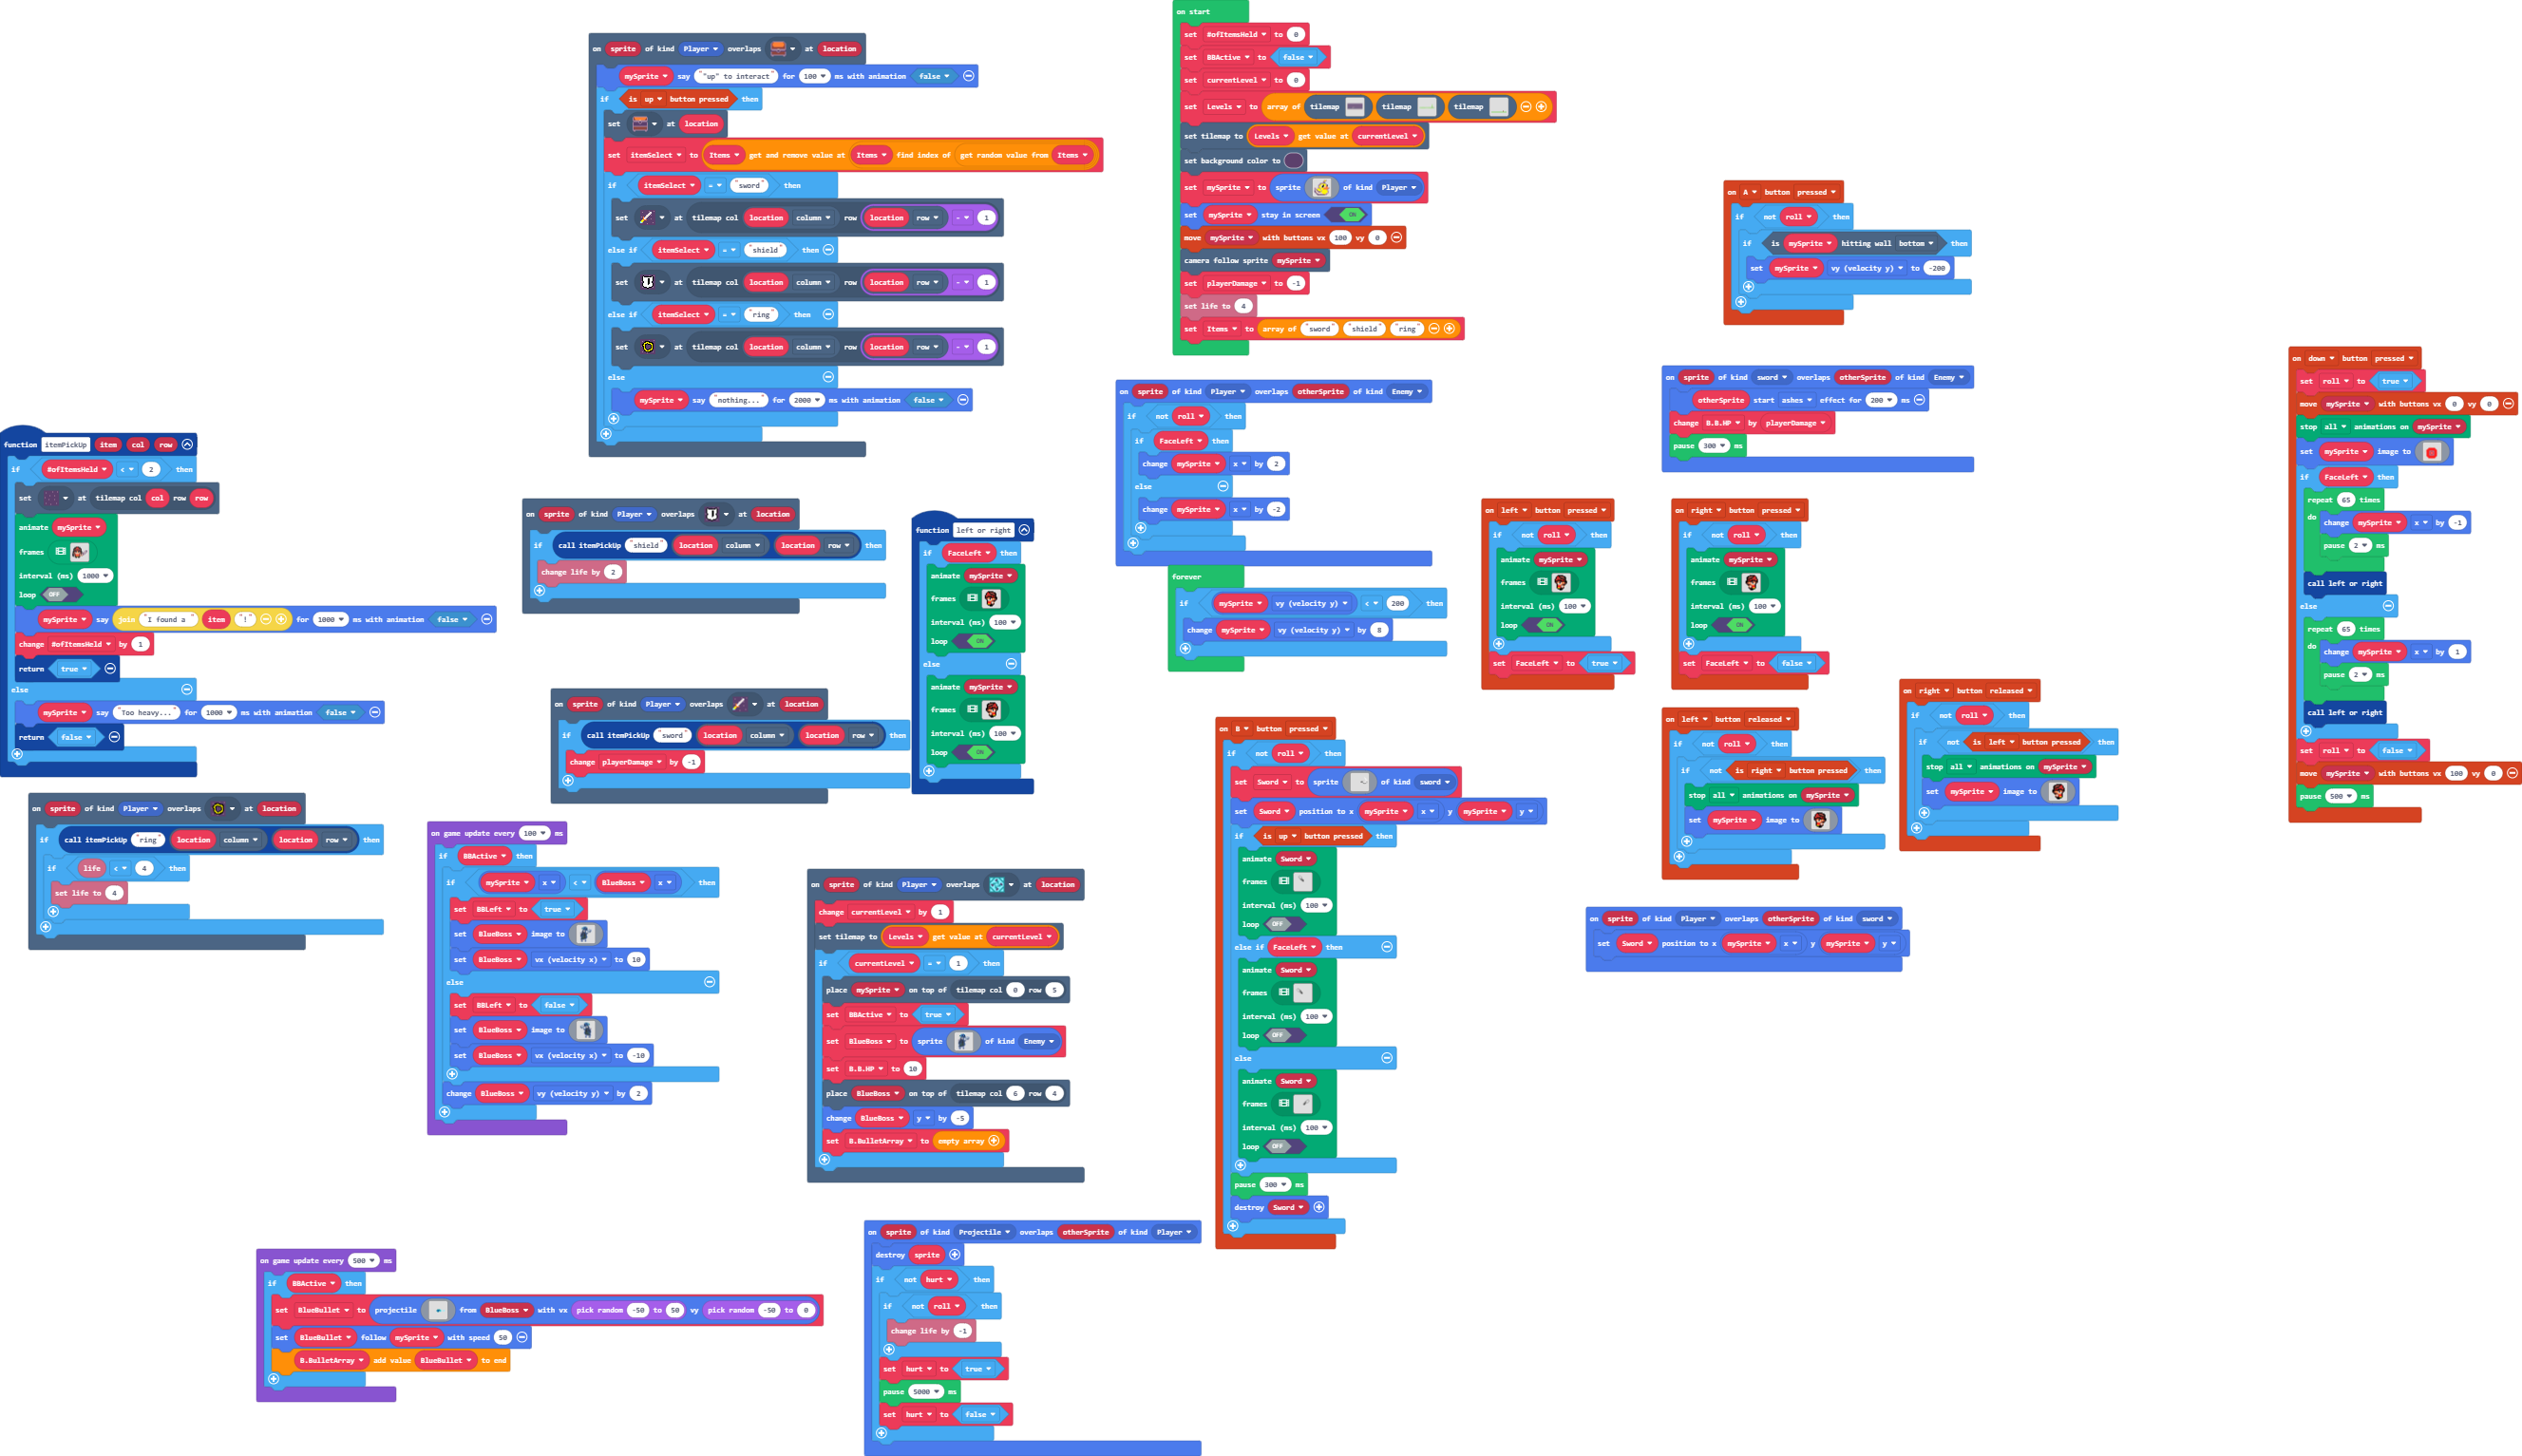 on start
set #ofItemsHeld to 0
set BBActive to false
set currentLevel to 0
set Levels to array of tilemap tilemap tilemap
set tilemap to Levels get value at currentLevel
set background color to
set mySprite to sprite of kind Player
set mySprite stay in screen ON
move mySprite with buttons vx 100 vy 0
camera follow sprite mySprite
set playerDamage to -1
set life to 4
set Items to array of "sword" "shield" "ring"
on sprite of kind Player overlaps at location
mySprite say ""up" to interact" for 100 ms with animation false
if is up button pressed then
set at location
set itemSelect to Items get and remove value at Items find index of get random value from Items
if itemSelect = "sword" then
set at tilemap col location column row location row - 1
else if itemSelect = "shield" then
set at tilemap col location column row location row - 1
else if itemSelect = "ring" then
set at tilemap col location column row location row - 1
else
mySprite say "nothing..." for 2000 ms with animation false
on A button pressed
if not roll then
if is mySprite hitting wall bottom then
set mySprite vy (velocity y) to -200
on down button pressed
set roll to true
move mySprite with buttons vx 0 vy 0
stop all animations on mySprite
set mySprite image to
if FaceLeft then
repeat 65 times
do change mySprite x by -1
pause 2 ms
call left or right
else
repeat 65 times
do change mySprite x by 1
pause 2 ms
call left or right
set roll to false
move mySprite with buttons vx 100 vy 0
pause 500 ms
on sprite of kind sword overlaps otherSprite of kind Enemy
otherSprite start ashes effect for 200 ms
change B.B.HP by playerDamage
pause 300 ms
on sprite of kind Player overlaps otherSprite of kind Enemy
if not roll then
if FaceLeft then
change mySprite x by 2
else
change mySprite x by -2
forever
if mySprite vy (velocity y) < 200 then
change mySprite vy (velocity y) by 8
function itemPickUp item col row
if #ofItemsHeld < 2 then
set at tilemap col col row row
animate mySprite
frames
interval (ms) 1000
loop OFF
mySprite say join "I found a " item "!" for 1000 ms with animation false
change #ofItemsHeld by 1
return true
else
mySprite say "Too heavy..." for 1000 ms with animation false
return false
on sprite of kind Player overlaps at location
if call itemPickUp "shield" location column location row then
change life by 2
function left or right
if FaceLeft then
animate mySprite
frames
interval (ms) 100
loop ON
else
animate mySprite
frames
interval (ms) 100
loop ON
on left button pressed
if not roll then
animate mySprite
frames
interval (ms) 100
loop ON
set FaceLeft to true
on right button pressed
if not roll then
animate mySprite
frames
interval (ms) 100
loop ON
set FaceLeft to false
on sprite of kind Player overlaps at location
if call itemPickUp "sword" location column location row then
change playerDamage by -1
on right button released
if not roll then
if not is left button pressed then
stop all animations on mySprite
set mySprite image to
on left button released
if not roll then
if not is right button pressed then
stop all animations on mySprite
set mySprite image to
on B button pressed
if not roll then
set Sword to sprite of kind sword
set Sword position to x mySprite x y mySprite y
if is up button pressed then
animate Sword
frames
interval (ms) 100
loop OFF
else if FaceLeft then
animate Sword
frames
interval (ms) 100
loop OFF
else
animate Sword
frames
interval (ms) 100
loop OFF
pause 300 ms
destroy Sword
on sprite of kind Player overlaps at location
if call itemPickUp "ring" location column location row then
if life < 4 then
set life to 4
on game update every 100 ms
if BBActive then
if mySprite x < BlueBoss x then
set BBLeft to true
set BlueBoss image to
set BlueBoss vx (velocity x) to 10
else
set BBLeft to false
set BlueBoss image to
set BlueBoss vx (velocity x) to -10
change BlueBoss vy (velocity y) by 2
on sprite of kind Player overlaps at location
change currentLevel by 1
set tilemap to Levels get value at currentLevel
if currentLevel = 1 then
place mySprite on top of tilemap col 0 row 5
set BBActive to true
set BlueBoss to sprite of kind Enemy
set B.B.HP to 10
place BlueBoss on top of tilemap col 6 row 4
change BlueBoss y by -5
set B.BulletArray to empty array
on sprite of kind Player overlaps otherSprite of kind sword
set Sword position to x mySprite x y mySprite y
on game update every 500 ms
if BBActive then
set BlueBullet to projectile from BlueBoss with vx pick random -50 to 50 vy pick random -50 to 0
set BlueBullet follow mySprite with speed 50
B.BulletArray add value BlueBullet to end
on sprite of kind Projectile overlaps otherSprite of kind Player
destroy sprite
if not hurt then
if not roll then
change life by -1
set hurt to true
pause 5000 ms
set hurt to false